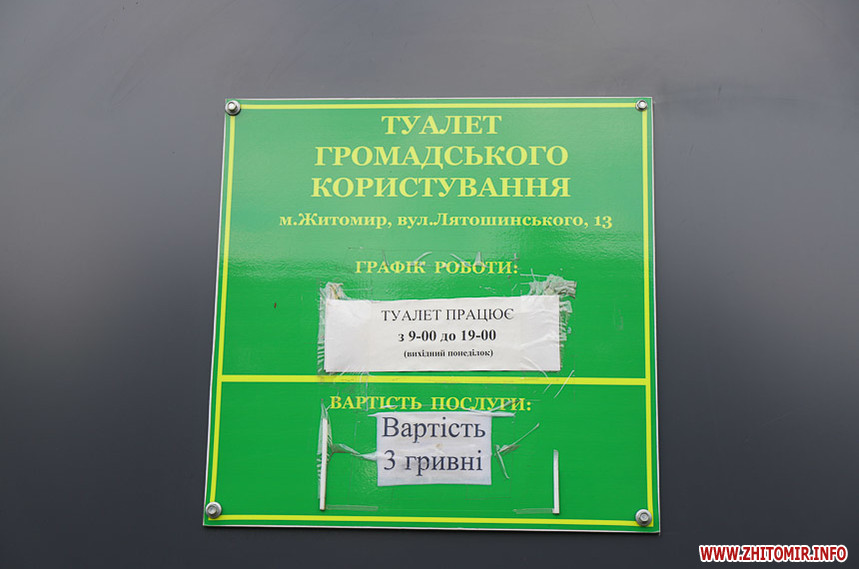 ТУАЛЕТ
ГРОМАДСЬКОГО
КОРИСТУВАННЯ
м.Житомир, вул.Лятошинського, 13
ГРАФІК РОБОТИ:
ТУАЛЕТ ПРАЦЮЄ
з 9-00 до 19-00
(вихідний понеділок)
ВАРТІСТЬ ПОСЛУГИ:
Вартість
3 гривні
WWW.ZHITOMIR.INFO